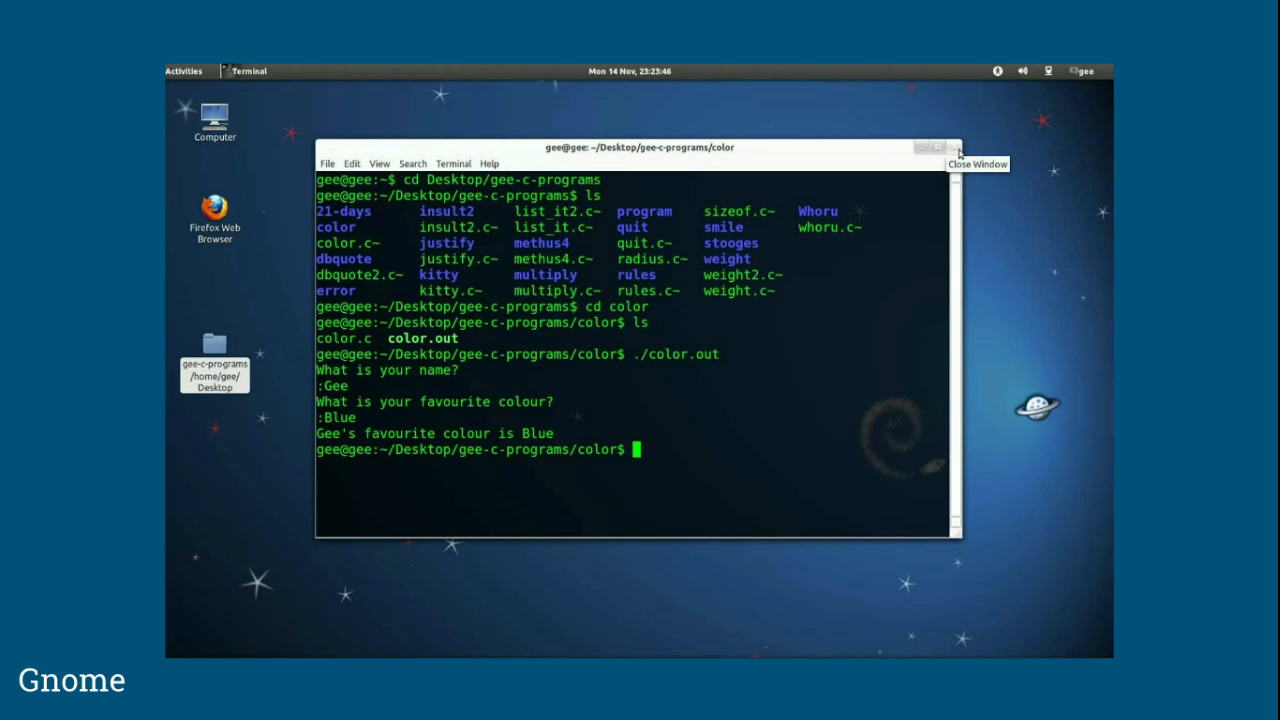 Activities Terminal Mon 14 Nov, 23:23:46 gee
Computer
Firefox Web
Browser
gee-c-programs
/home/gee/
Desktop
gee@gee: ~/Desktop/gee-c-programs/color
Close Window
File Edit View Search Terminal Help
gee@gee:~$ cd Desktop/gee-c-programs
gee@gee:~/Desktop/gee-c-programs$ ls
21-days insult2 list_it2.c~ program sizeof.c~ Whoru
color insult2.c~ list_it.c~ quit smile whoru.c~
color.c~ justify methus4 quit.c~ stooges
dbquote justify.c~ methus4.c~ radius.c~ weight
dbquote2.c~ kitty multiply rules weight2.c~
error kitty.c~ multiply.c~ rules.c~ weight.c~
gee@gee:~/Desktop/gee-c-programs$ cd color
gee@gee:~/Desktop/gee-c-programs/color$ ls
color.c color.out
gee@gee:~/Desktop/gee-c-programs/color$ ./color.out
What is your name?
:Gee
What is your favourite colour?
:Blue
Gee's favourite colour is Blue
gee@gee:~/Desktop/gee-c-programs/color$
Gnome